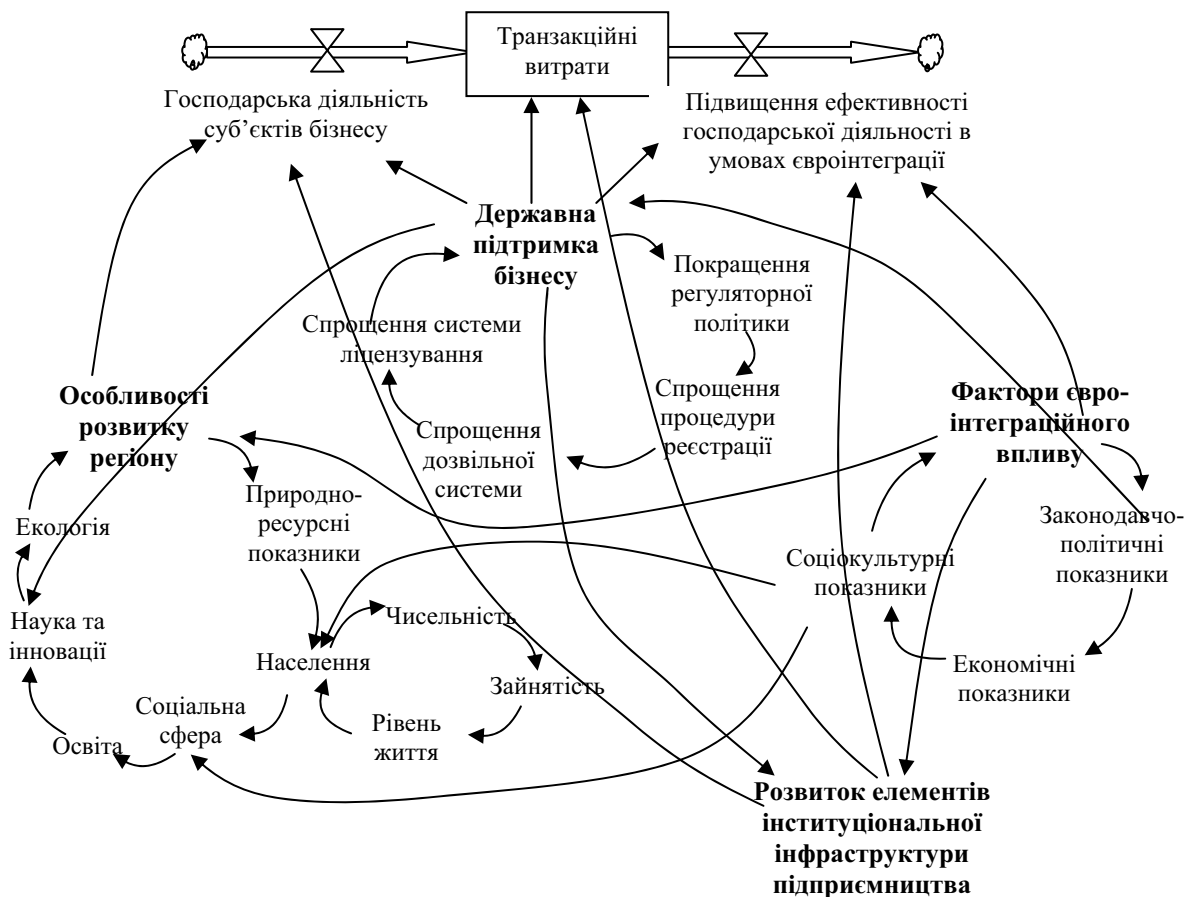 Транзакційні
витрати
Господарська діяльність
суб’єктів бізнесу
Підвищення ефективності
господарської діяльності в
умовах євроінтеграції
Державна
підтримка
бізнесу
Покращення
регуляторної
політики
Спрощення системи
ліцензування
Спрощення
процедури
реєстрації
Спрощення
дозвільної
системи
Особливості
розвитку
регіону
Фактори євро-
інтеграційного
впливу
Природно-
ресурсні
показники
Екологія
Законодавчо-
політичні
показники
Соціокультурні
показники
Наука та
інновації
Чисельність
Населення
Зайнятість
Економічні
показники
Соціальна
сфера
Рівень
життя
Освіта
Розвиток елементів
інституціональної
інфраструктури
підприємництва